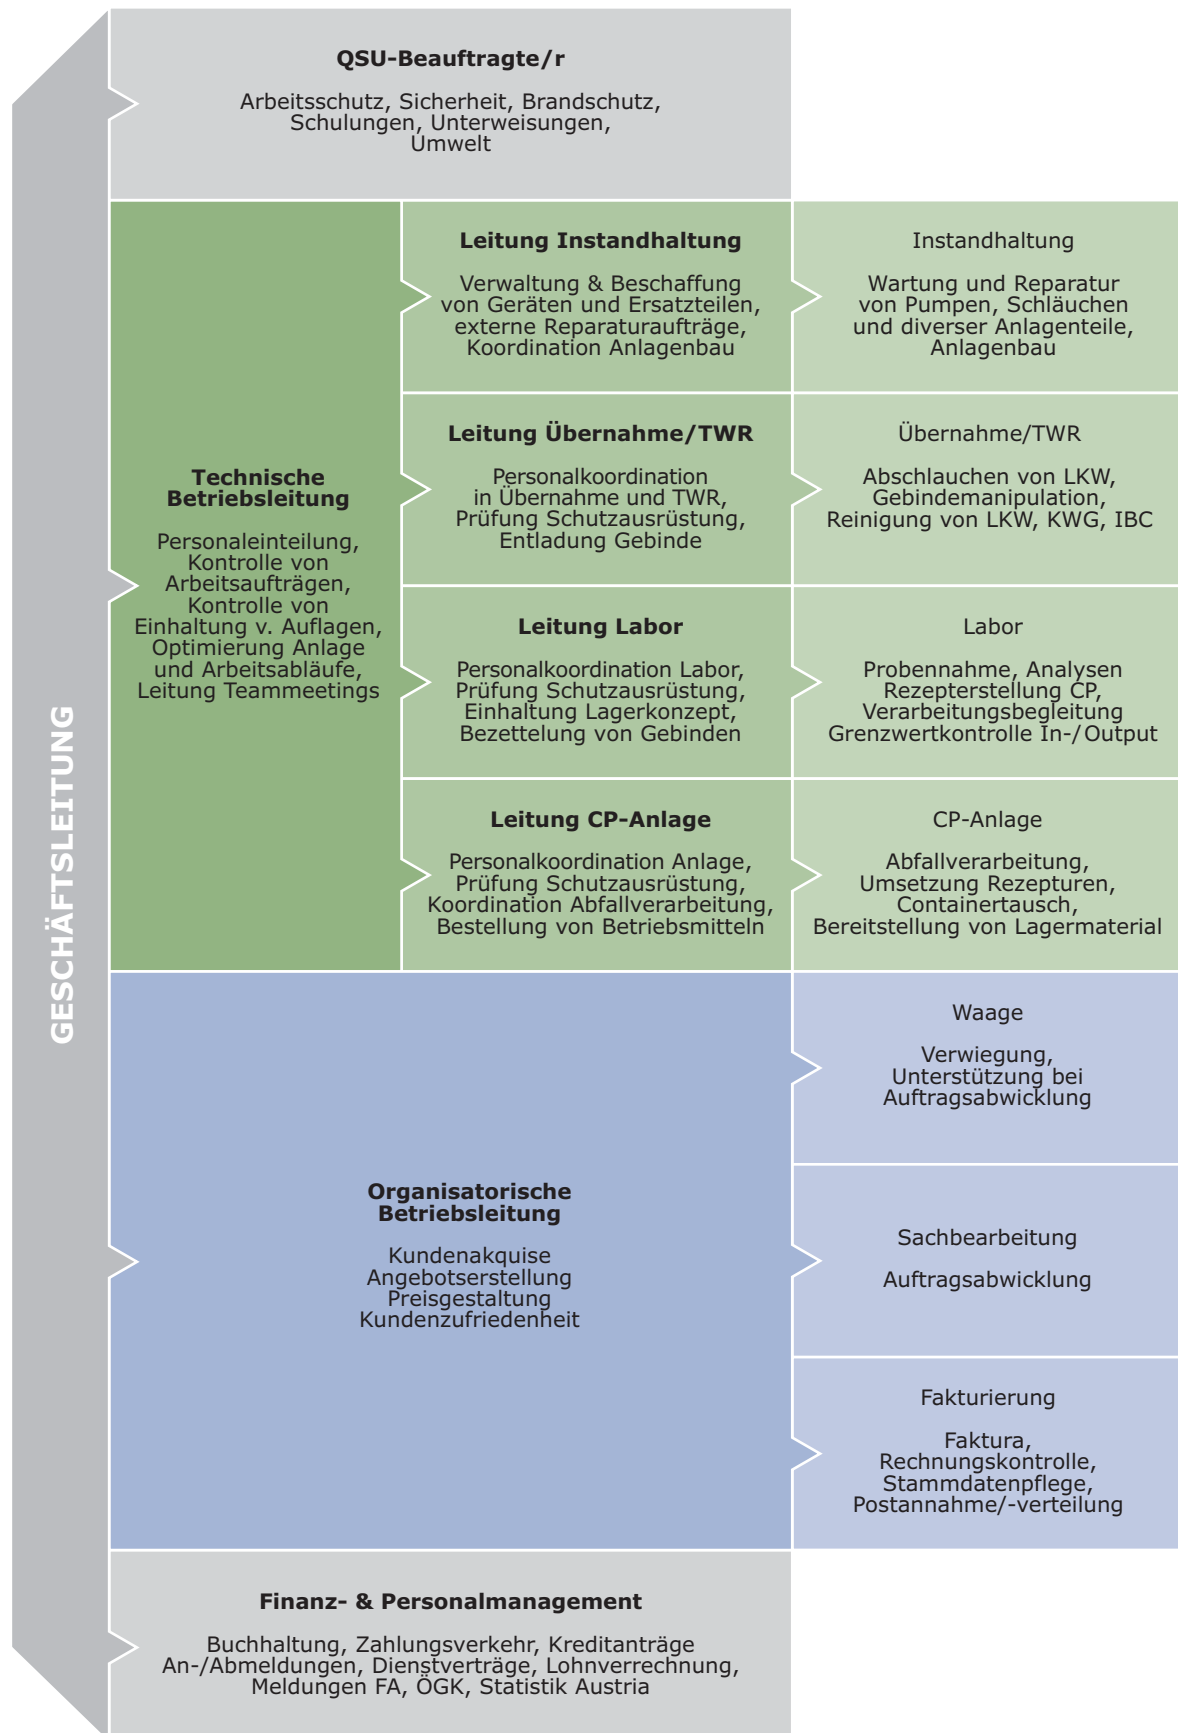 GESCHÄFTSLEITUNG
QSU-Beauftragte/r
Arbeitsschutz, Sicherheit, Brandschutz,
Schulungen, Unterweisungen,
Umwelt
Technische
Betriebsleitung
Personaleinteilung,
Kontrolle von
Arbeitsaufträgen,
Kontrolle von
Einhaltung v. Auflagen,
Optimierung Anlage
und Arbeitsabläufe,
Leitung Teammeetings
Leitung Instandhaltung
Verwaltung & Beschaffung
von Geräten und Ersatzteilen,
externe Reparaturaufträge,
Koordination Anlagenbau
Instandhaltung
Wartung und Reparatur
von Pumpen, Schläuchen
und diverser Anlagenteile,
Anlagenbau
Leitung Übernahme/TWR
Personalkoordination
in Übernahme und TWR,
Prüfung Schutzausrüstung,
Entladung Gebinde
Übernahme/TWR
Abschlauchen von LKW,
Gebindemanipulation,
Reinigung von LKW, KWG, IBC
Leitung Labor
Personalkoordination Labor,
Prüfung Schutzausrüstung,
Einhaltung Lagerkonzept,
Bezettelung von Gebinden
Labor
Probennahme, Analysen
Rezepterstellung CP,
Verarbeitungsbegleitung
Grenzwertkontrolle In-/Output
Leitung CP-Anlage
Personalkoordination Anlage,
Prüfung Schutzausrüstung,
Koordination Abfallverarbeitung,
Bestellung von Betriebsmitteln
CP-Anlage
Abfallverarbeitung,
Umsetzung Rezepturen,
Containertausch,
Bereitstellung von Lagermaterial
Organisatorische
Betriebsleitung
Kundenakquise
Angebotserstellung
Preisgestaltung
Kundenzufriedenheit
Waage
Verwiegung,
Unterstützung bei
Auftragsabwicklung
Sachbearbeitung
Auftragsabwicklung
Fakturierung
Faktura,
Rechnungskontrolle,
Stammdatenpflege,
Postannahme/-verteilung
Finanz- & Personalmanagement
Buchhaltung, Zahlungsverkehr, Kreditanträge
An-/Abmeldungen, Dienstverträge, Lohnverrechnung,
Meldungen FA, ÖGK, Statistik Austria